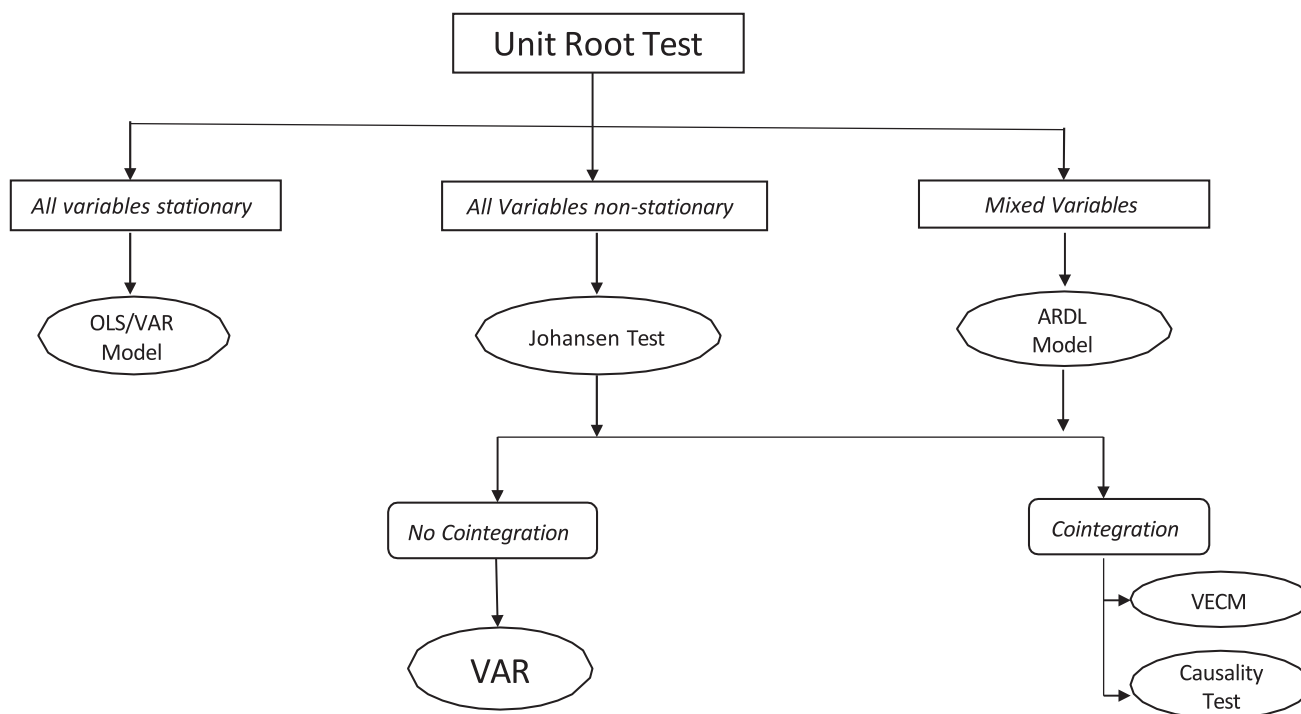 Unit Root Test
All variables stationary
All Variables non-stationary
Mixed Variables
OLS/VAR
Model
Johansen Test
ARDL
Model
No Cointegration
Cointegration
VECM
VAR
Causality
Test